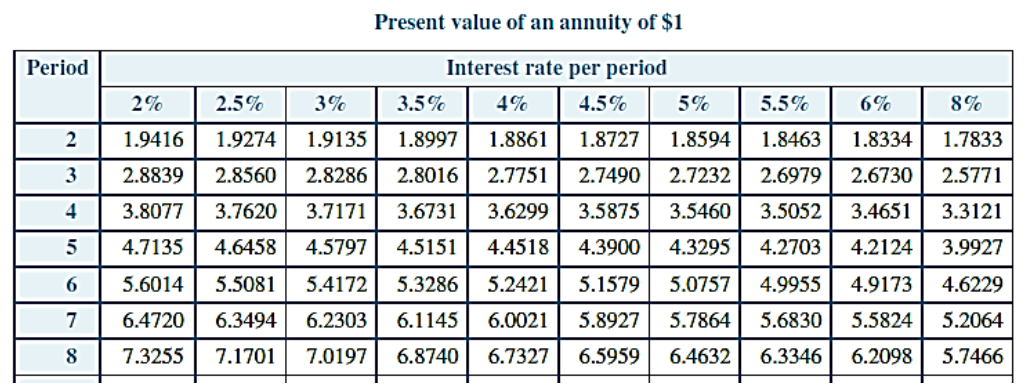 Present value of an annuity of $1
Period Interest rate per period
2% 2.5% 3% 3.5% 4% 4.5% 5% 5.5% 6% 8%
2 1.9416 1.9274 1.9135 1.8997 1.8861 1.8727 1.8594 1.8463 1.8334 1.7833
3 2.8839 2.8560 2.8286 2.8016 2.7751 2.7490 2.7232 2.6979 2.6730 2.5771
4 3.8077 3.7620 3.7171 3.6731 3.6299 3.5875 3.5460 3.5052 3.4651 3.3121
5 4.7135 4.6458 4.5797 4.5151 4.4518 4.3900 4.3295 4.2703 4.2124 3.9927
6 5.6014 5.5081 5.4172 5.3286 5.2421 5.1579 5.0757 4.9955 4.9173 4.6229
7 6.4720 6.3494 6.2303 6.1145 6.0021 5.8927 5.7864 5.6830 5.5824 5.2064
8 7.3255 7.1701 7.0197 6.8740 6.7327 6.5959 6.4632 6.3346 6.2098 5.7466